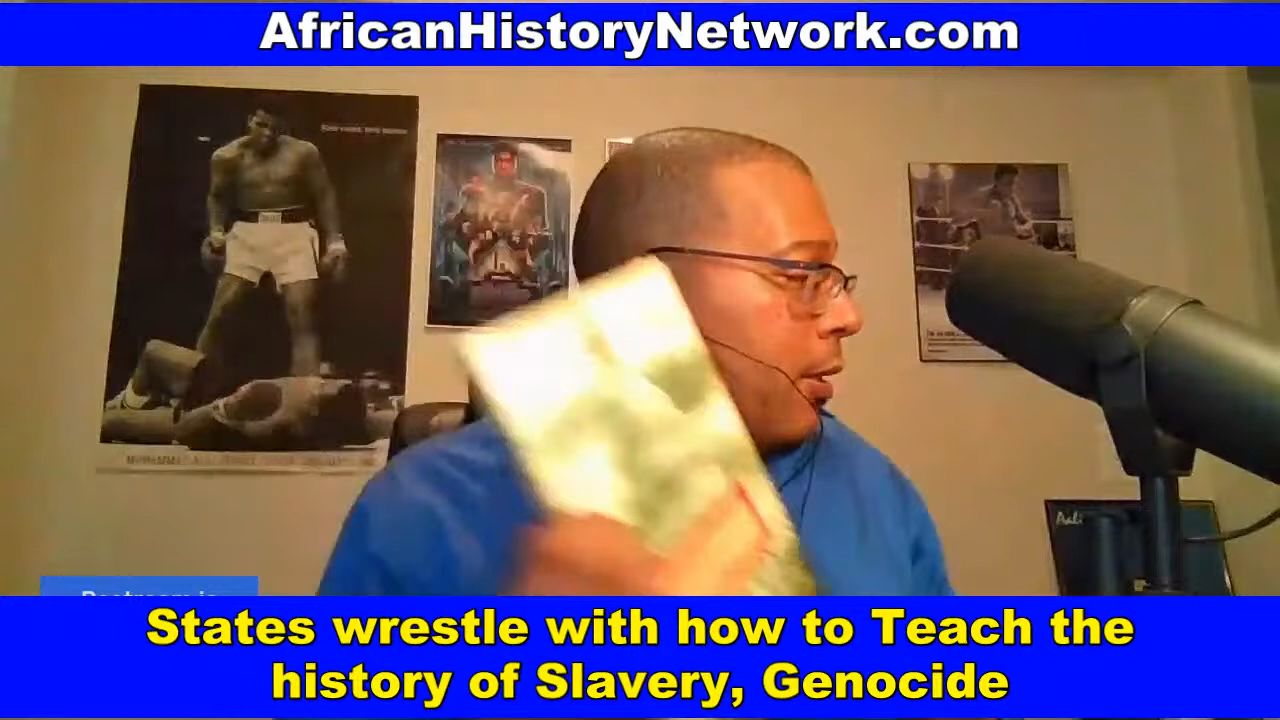 AfricanHistoryNetwork.com
States wrestle with how to Teach the
history of Slavery, Genocide